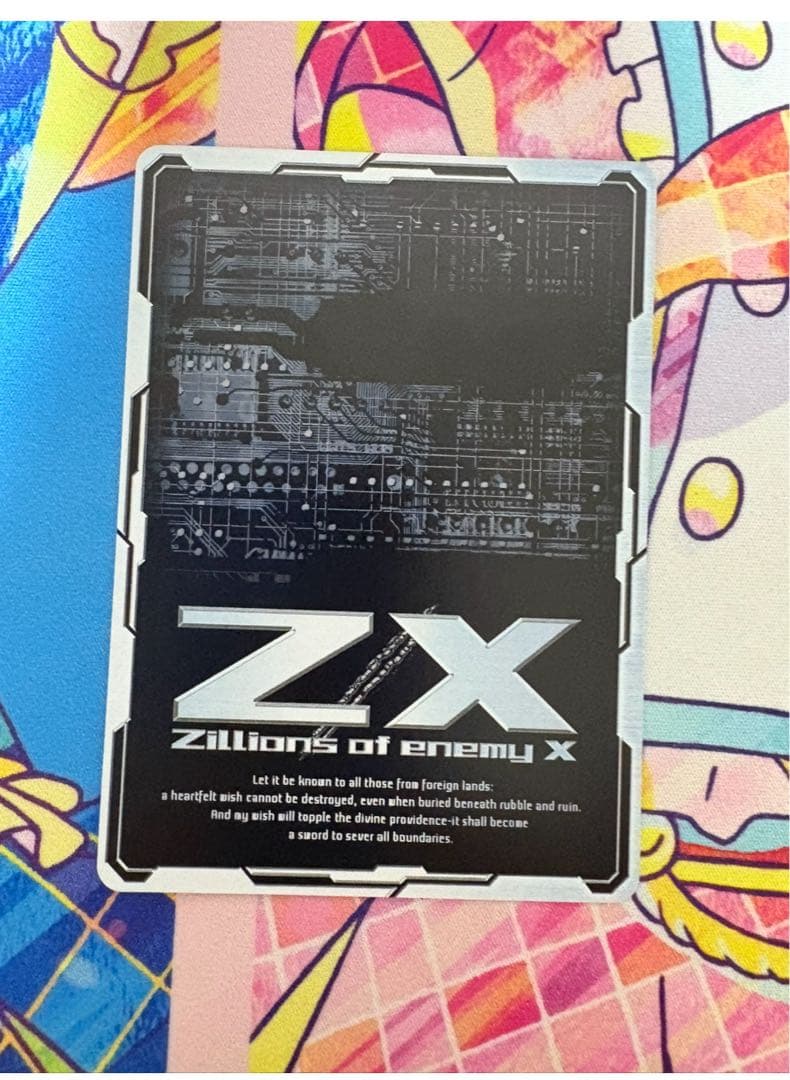 Z/X
Zillions of enemy X
Let it be known to all those from foreign lands:
a heartfelt wish cannot be destroyed, even when buried beneath rubble and ruin.
And my wish will topple the divine providence-it shall become
a sword to sever all boundaries.